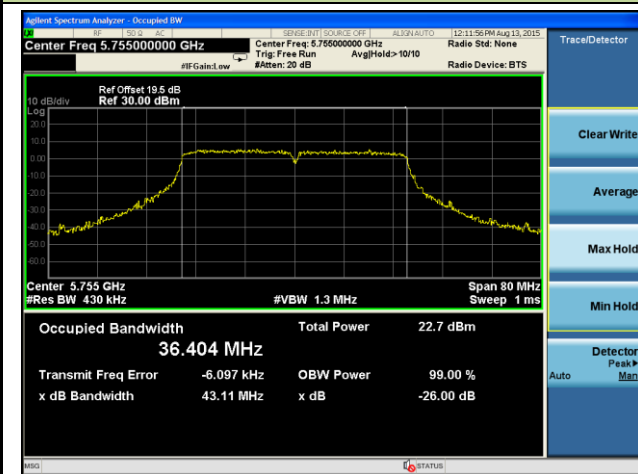 Agilent Spectrum Analyzer - Occupied BW
RF 50 Ω AC SENSE:INT SOURCE OFF ALIGN AUTO 12:11:56 PM Aug 13, 2015
Center Freq 5.755000000 GHz
Center Freq: 5.755000000 GHz
Radio Std: None
Trig: Free Run Avg|Hold:>10/10
#IFGain:Low #Atten: 20 dB Radio Device: BTS
Trace/Detector
Ref Offset 19.5 dB
10 dB/div Ref 30.00 dBm
Log
20.0
10.0
0.00
-10.0
-20.0
-30.0
-40.0
-50.0
-60.0
Center 5.755 GHz Span 80 MHz
#Res BW 430 kHz #VBW 1.3 MHz Sweep 1 ms
Occupied Bandwidth Total Power 22.7 dBm
36.404 MHz
Transmit Freq Error -6.097 kHz OBW Power 99.00 %
x dB Bandwidth 43.11 MHz x dB -26.00 dB
Clear Write
Average
Max Hold
Min Hold
Detector
Peak▶
Auto Man
MSG STATUS